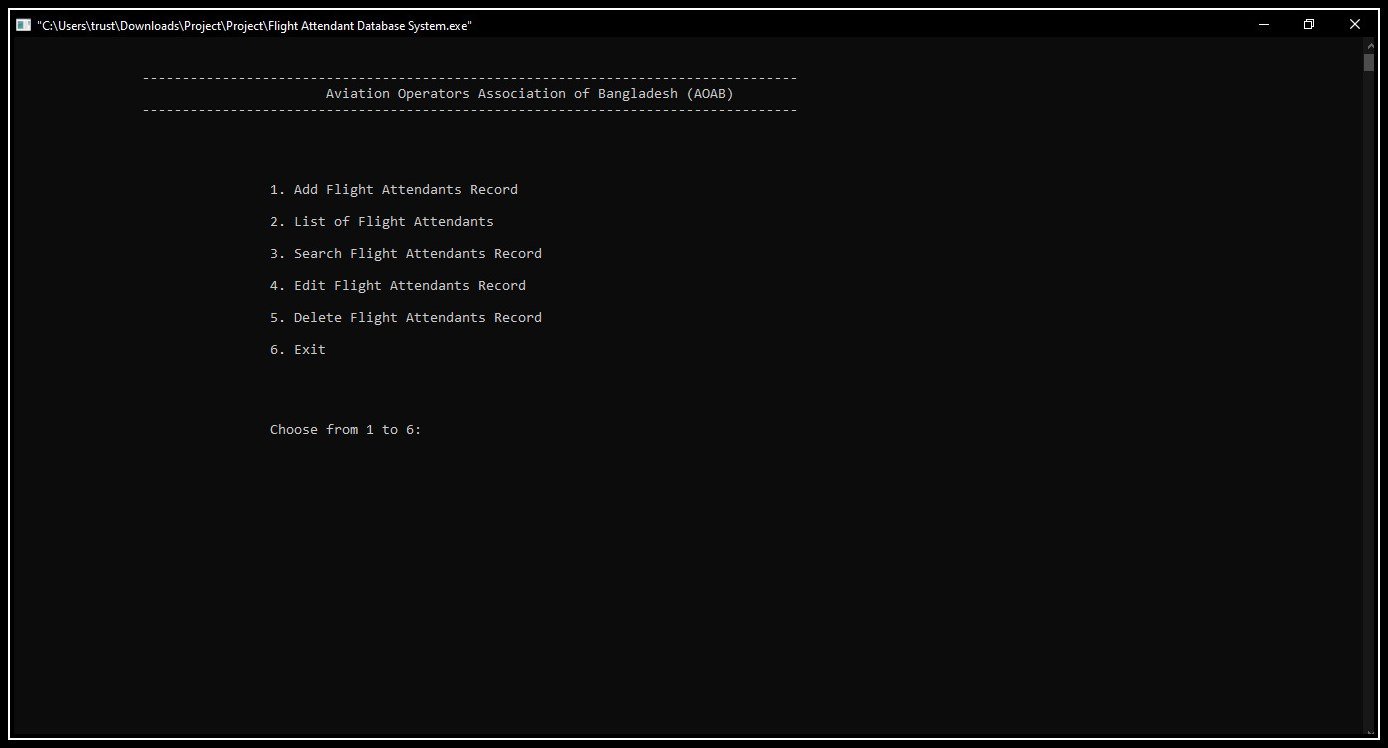 "C:\Users\trust\Downloads\Project\Project\Flight Attendant Database System.exe"
----------------------------------------------------------------------------------
Aviation Operators Association of Bangladesh (AOAB)
----------------------------------------------------------------------------------
1. Add Flight Attendants Record
2. List of Flight Attendants
3. Search Flight Attendants Record
4. Edit Flight Attendants Record
5. Delete Flight Attendants Record
6. Exit
Choose from 1 to 6: